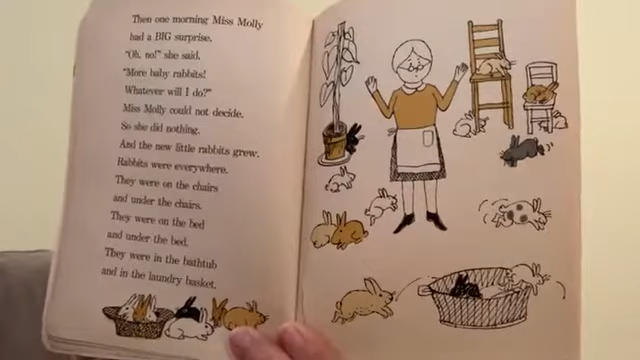 Then one morning Miss Molly
had a BIG surprise.
"Oh, no!" she said.
"More baby rabbits!
Whatever will I do?"
Miss Molly could not decide.
So she did nothing.
And the new little rabbits grew.
Rabbits were everywhere.
They were on the chairs
and under the chairs.
They were on the bed
and under the bed.
They were in the bathtub
and in the laundry basket.